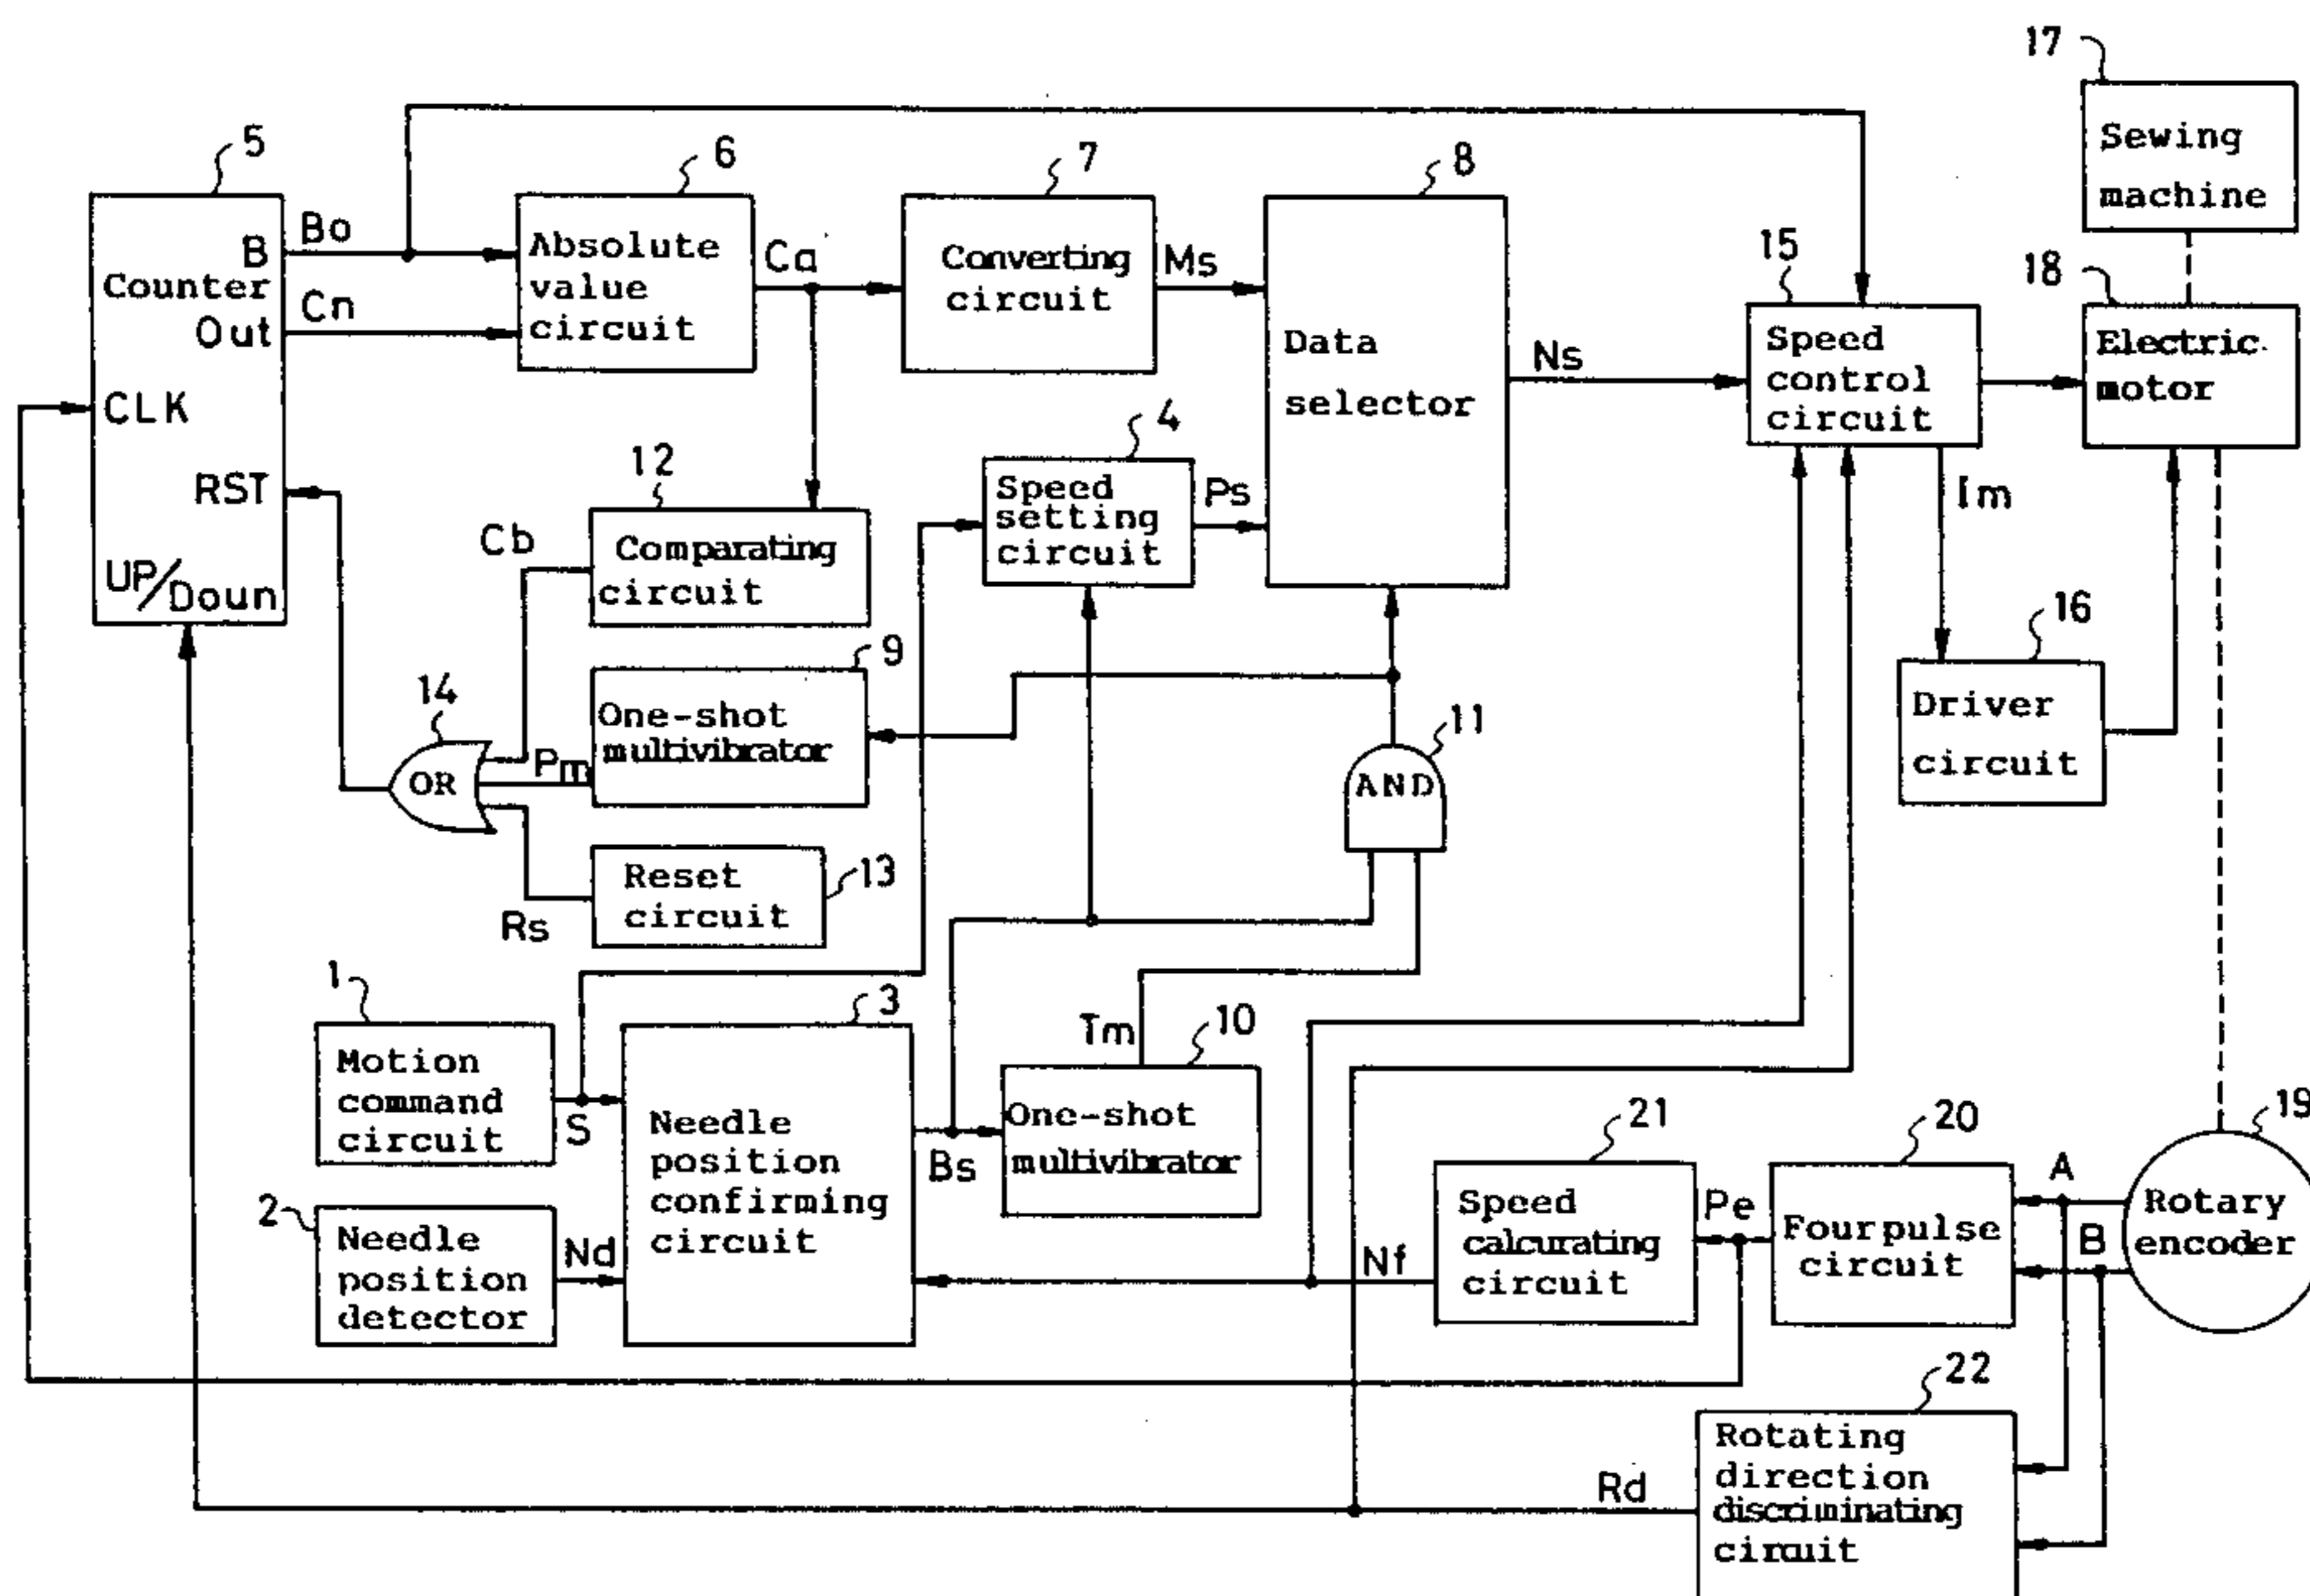 17
Sewing
machine
5
B
Counter
Out
CLK
RST
UP/Doun
Bo
Cn
6
Absolute
value
circuit
Ca
7
Converting
circuit
Ms
8
Data
selector
Ns
15
Speed
control
circuit
18
Electric
motor
Im
16
Driver
circuit
4
Speed
setting
circuit
Ps
12
Comparating
circuit
Cb
9
One-shot
multivibrator
Pm
14
OR
11
AND
13
Reset
circuit
Rs
1
Motion
command
circuit
S
2
Needle
position
detector
Nd
3
Needle
position
confirming
circuit
Bs
Tm
10
One-shot
multivibrator
Nf
21
Speed
calcurating
circuit
Pe
20
Fourpulse
circuit
A
B
19
Rotary
encoder
22
Rotating
direction
discriminating
circuit
Rd